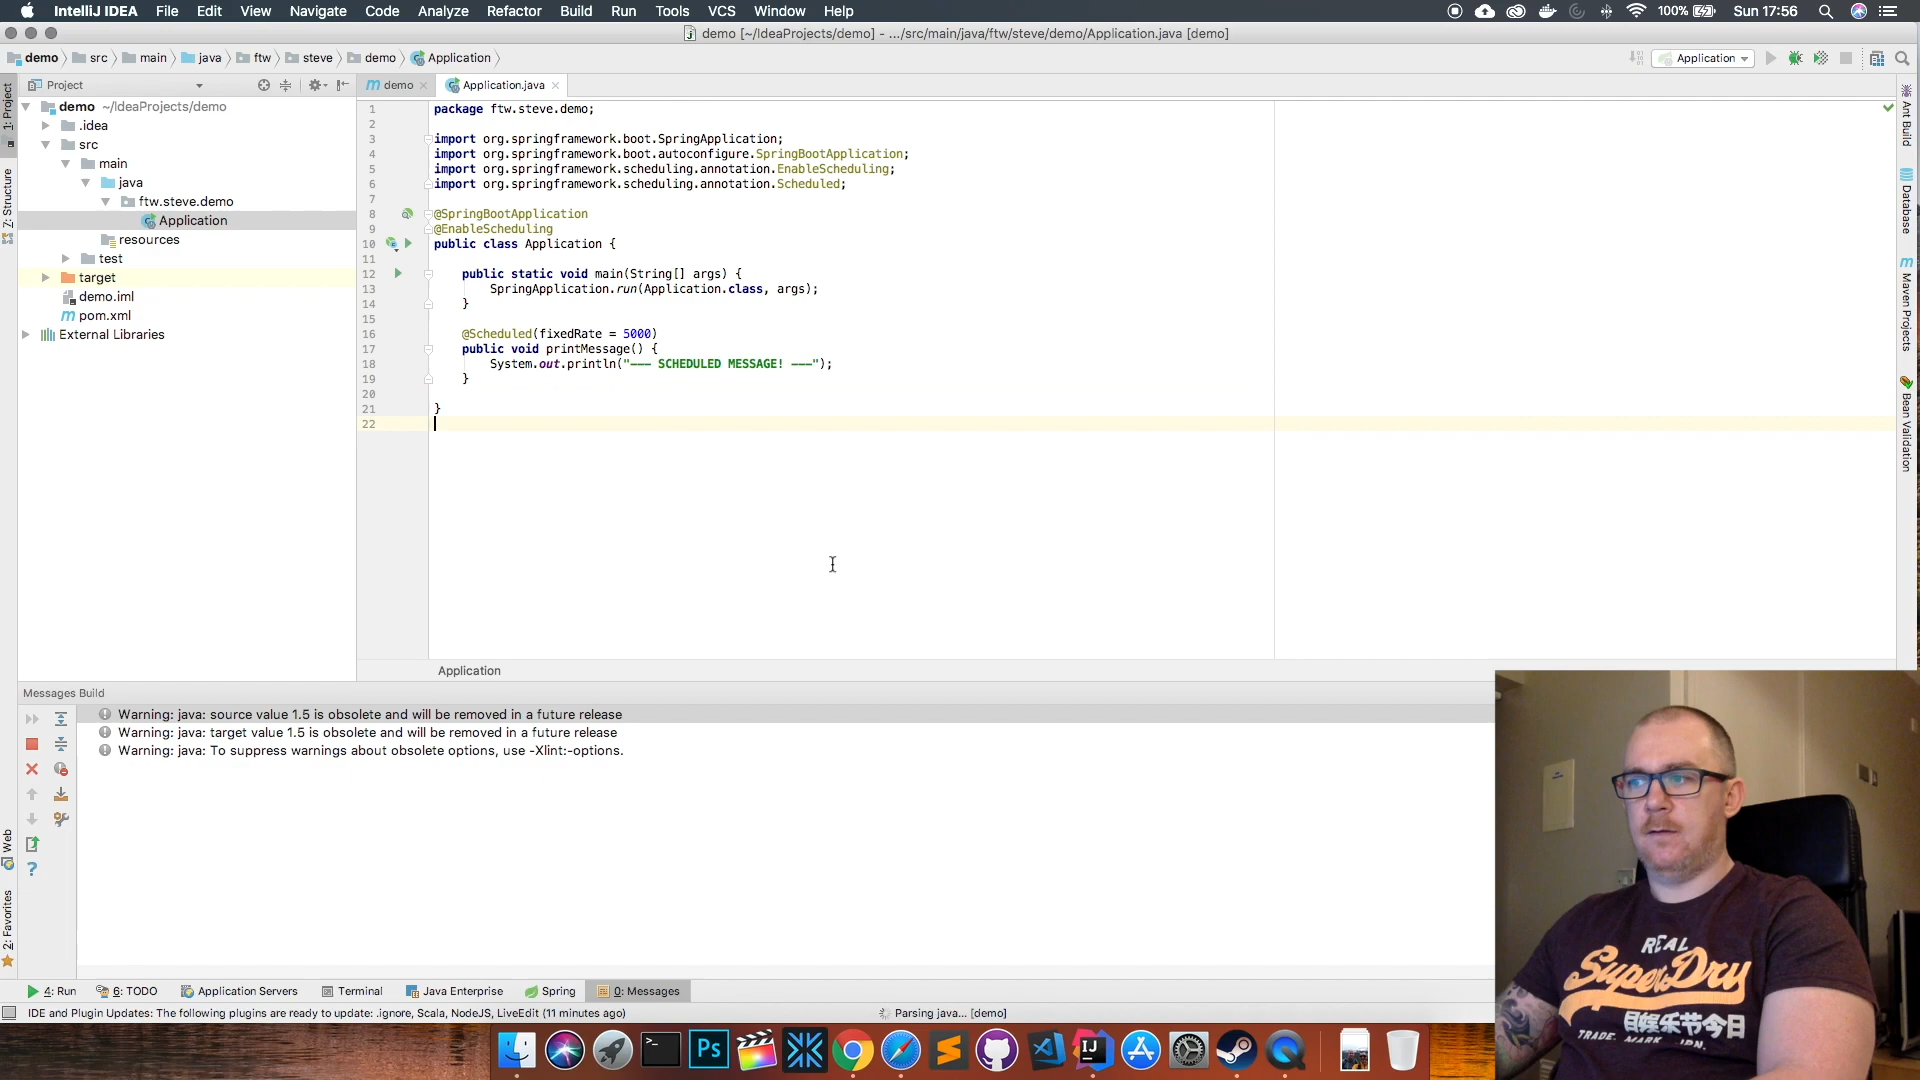 IntelliJ IDEA File Edit View Navigate Code Analyze Refactor Build Run Tools VCS Window Help 100% Sun 17:56
demo [~/IdeaProjects/demo] - .../src/main/java/ftw/steve/demo/Application.java [demo]
demo src main java ftw steve demo Application Application
Project
demo Application.java
1: Project
Z: Structure
Web
2: Favorites
demo ~/IdeaProjects/demo
.idea
src
main
java
ftw.steve.demo
Application
resources
test
target
demo.iml
pom.xml
External Libraries
1 package ftw.steve.demo;
2
3 import org.springframework.boot.SpringApplication;
4 import org.springframework.boot.autoconfigure.SpringBootApplication;
5 import org.springframework.scheduling.annotation.EnableScheduling;
6 import org.springframework.scheduling.annotation.Scheduled;
7
8 @SpringBootApplication
9 @EnableScheduling
10 public class Application {
11
12 public static void main(String[] args) {
13 SpringApplication.run(Application.class, args);
14 }
15
16 @Scheduled(fixedRate = 5000)
17 public void printMessage() {
18 System.out.println("--- SCHEDULED MESSAGE! ---");
19 }
20
21 }
22
Application
Ant Build
Database
Maven Projects
Bean Validation
Messages Build
Warning: java: source value 1.5 is obsolete and will be removed in a future release
Warning: java: target value 1.5 is obsolete and will be removed in a future release
Warning: java: To suppress warnings about obsolete options, use -Xlint:-options.
4: Run 6: TODO Application Servers Terminal Java Enterprise Spring 0: Messages
IDE and Plugin Updates: The following plugins are ready to update: .ignore, Scala, NodeJS, LiveEdit (11 minutes ago) Parsing java... [demo]
Ps
IJ
REAL
SuperDry
目娱乐节今日
TRADE. MARK. JPN.